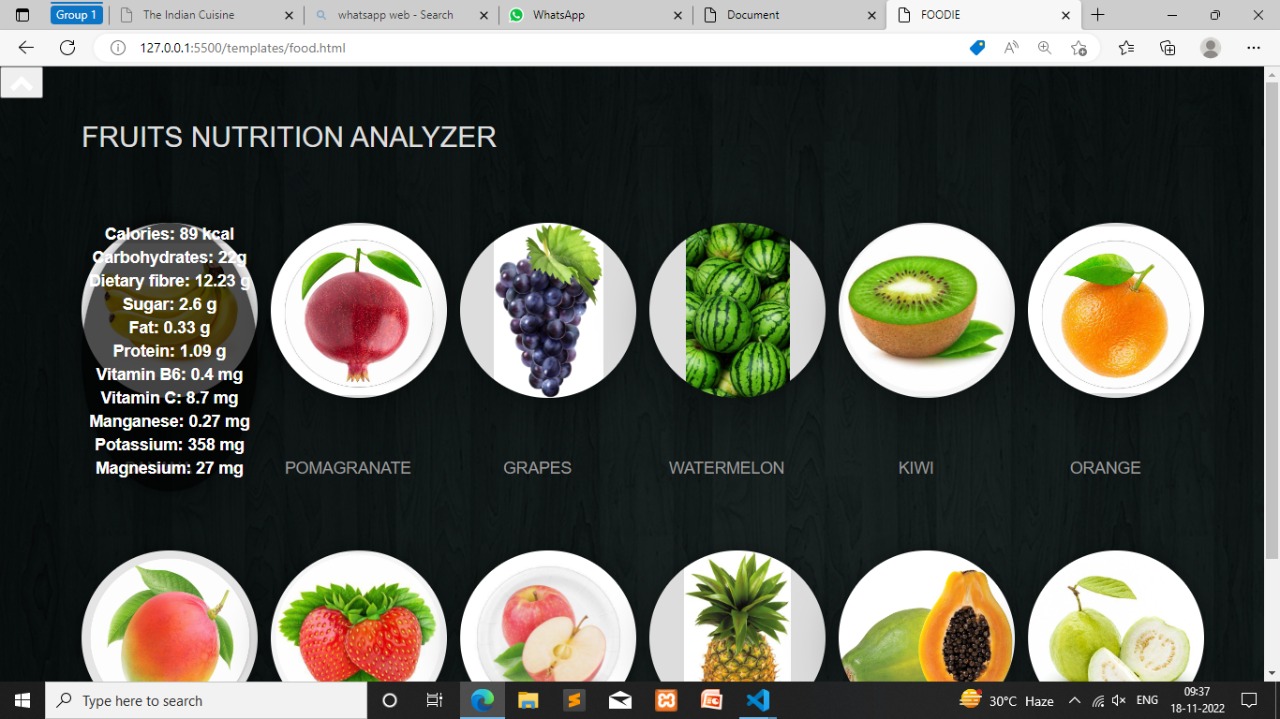 Group 1
The Indian Cuisine
whatsapp web - Search
WhatsApp
Document
FOODIE
127.0.0.1:5500/templates/food.html
FRUITS NUTRITION ANALYZER
Calories: 89 kcal
Carbohydrates: 22g
Dietary fibre: 12.23 g
Sugar: 2.6 g
Fat: 0.33 g
Protein: 1.09 g
Vitamin B6: 0.4 mg
Vitamin C: 8.7 mg
Manganese: 0.27 mg
Potassium: 358 mg
Magnesium: 27 mg
POMAGRANATE
GRAPES
WATERMELON
KIWI
ORANGE
Type here to search
30°C Haze
ENG
09:37
18-11-2022